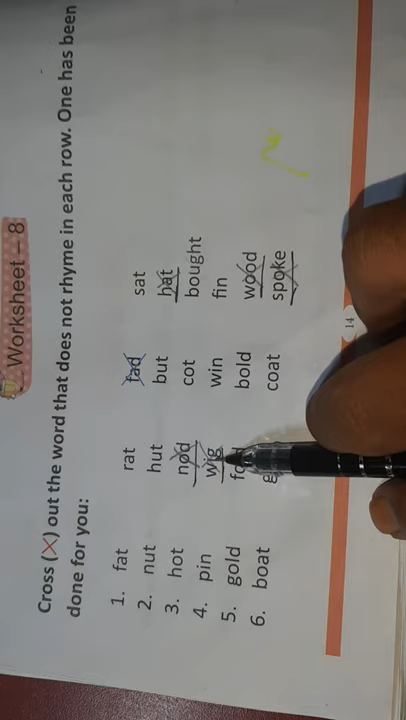 Worksheet – 8
Cross (X) out the word that does not rhyme in each row. One has been
done for you:
1. fat rat fad sat
2. nut hut but hat
3. hot nod cot bought
4. pin wig win fin
5. gold bold wood
6. boat coat spoke
14